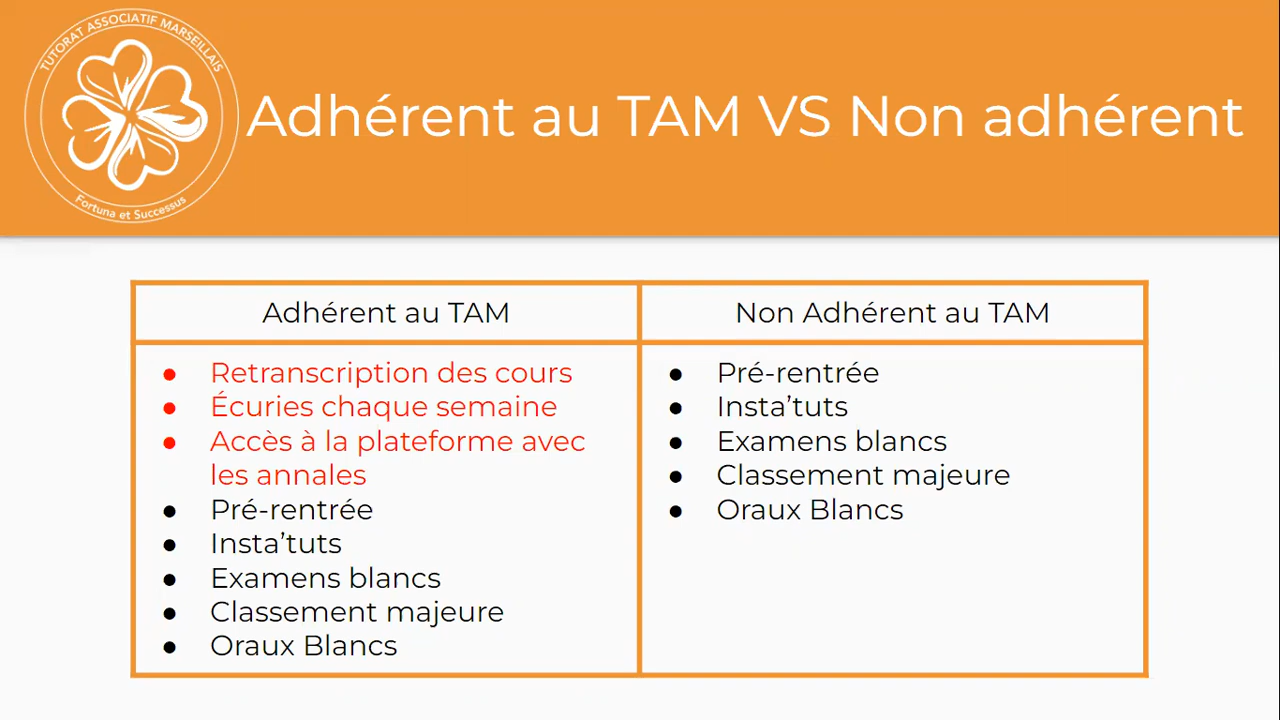 TUTORAT ASSOCIATIF MARSEILLAIS
Fortuna et Successus
Adhérent au TAM VS Non adhérent
Adhérent au TAM
● Retranscription des cours
● Écuries chaque semaine
● Accès à la plateforme avec
les annales
● Pré-rentrée
● Insta’tuts
● Examens blancs
● Classement majeure
● Oraux Blancs
Non Adhérent au TAM
● Pré-rentrée
● Insta’tuts
● Examens blancs
● Classement majeure
● Oraux Blancs